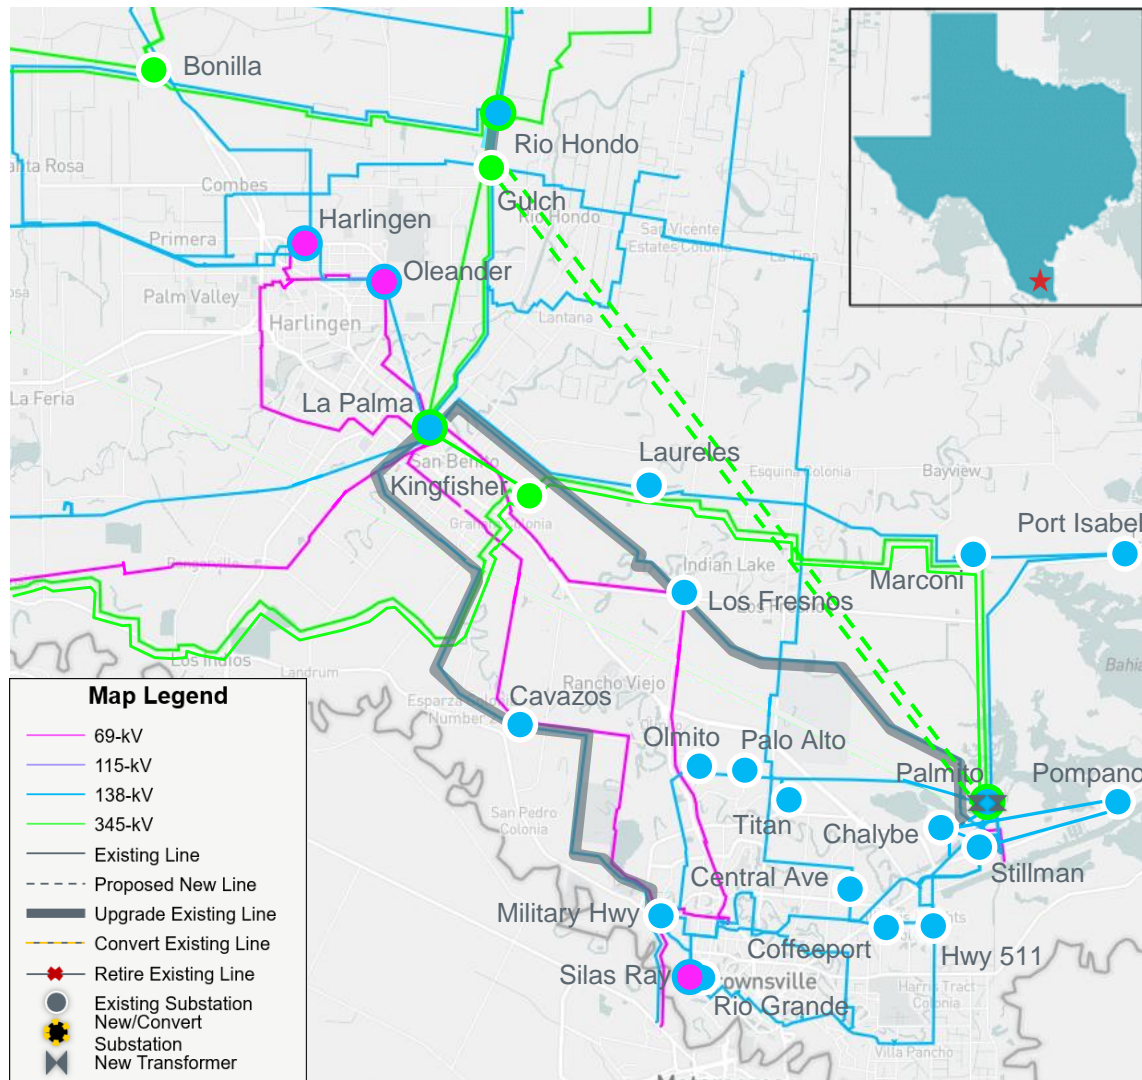 Bonilla
Rio Hondo
Santa Rosa
Combes
Gulch
Rio Hondo
Harlingen
San Vicente
Estates Colonia
Primera
La Tina
Oleander
Palm Valley
Harlingen
Lantana
La Feria
La Palma
Laureles
San Benito
Esquina Colonia
Bayview
Kingfisher
Port Isabel
Indian Lake
Marconi
Los Fresnos
Los Indios
Landrum
Rancho Viejo
Cavazos
Olmito
Palo Alto
Palmito
Pompano
San Pedro
Colonia
Titan
Chalybe
Stillman
Central Ave
Military Hwy
Coffeeport
Hwy 511
Silas Ray
Brownsville
Rio Grande
Harris Tract
Colonia
Villa Pancho
Map Legend
69-kV
115-kV
138-kV
345-kV
Existing Line
Proposed New Line
Upgrade Existing Line
Convert Existing Line
Retire Existing Line
Existing Substation
New/Convert
Substation
New Transformer